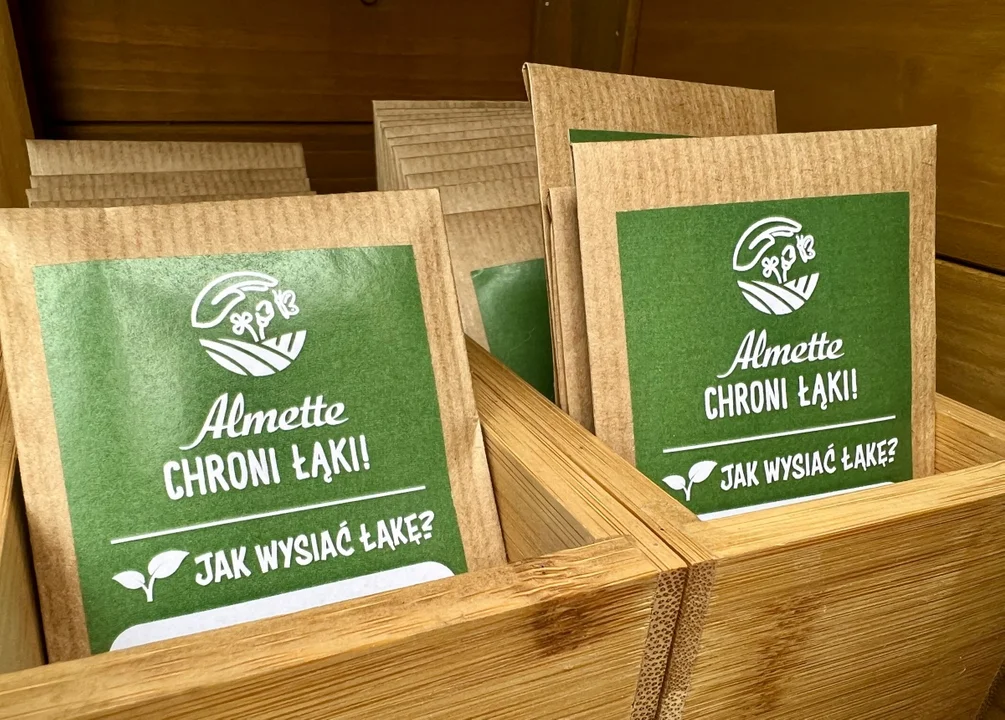 Almette
CHRONI ŁĄKI!
JAK WYSIAĆ ŁĄKĘ?
Almette
CHRONI ŁĄKI!
JAK WYSIAĆ ŁĄKĘ?